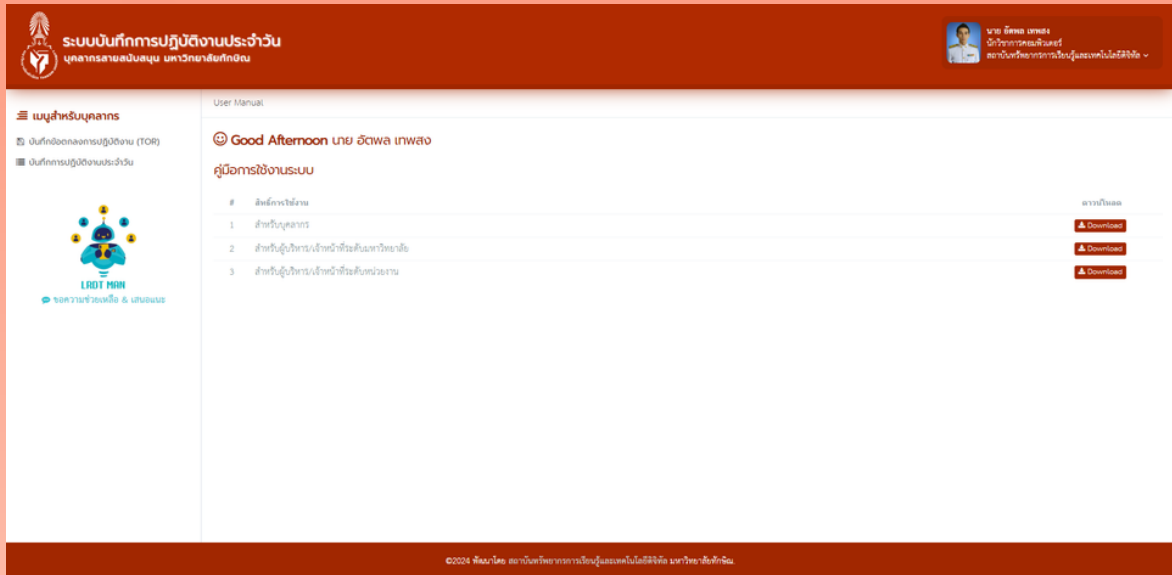 ระบบบันทึกการปฏิบัติงานประจำวัน
บุคลากรสายสนับสนุน มหาวิทยาลัยทักษิณ
นาย อัตพล เทพสง
นักวิชาการคอมพิวเตอร์
สถาบันทรัพยากรการเรียนรู้และเทคโนโลยีดิจิทัล
เมนูสำหรับบุคลากร
บันทึกข้อตกลงการปฏิบัติงาน (TOR)
บันทึกการปฏิบัติงานประจำวัน
LRDT MAN
ขอความช่วยเหลือ & เสนอแนะ
User Manual
Good Afternoon นาย อัตพล เทพสง
คู่มือการใช้งานระบบ
# สิทธิ์การใช้งาน ดาวน์โหลด
1 สำหรับบุคลากร Download
2 สำหรับผู้บริหาร/เจ้าหน้าที่ระดับมหาวิทยาลัย Download
3 สำหรับผู้บริหาร/เจ้าหน้าที่ระดับหน่วยงาน Download
©2024 พัฒนาโดย สถาบันทรัพยากรการเรียนรู้และเทคโนโลยีดิจิทัล มหาวิทยาลัยทักษิณ.